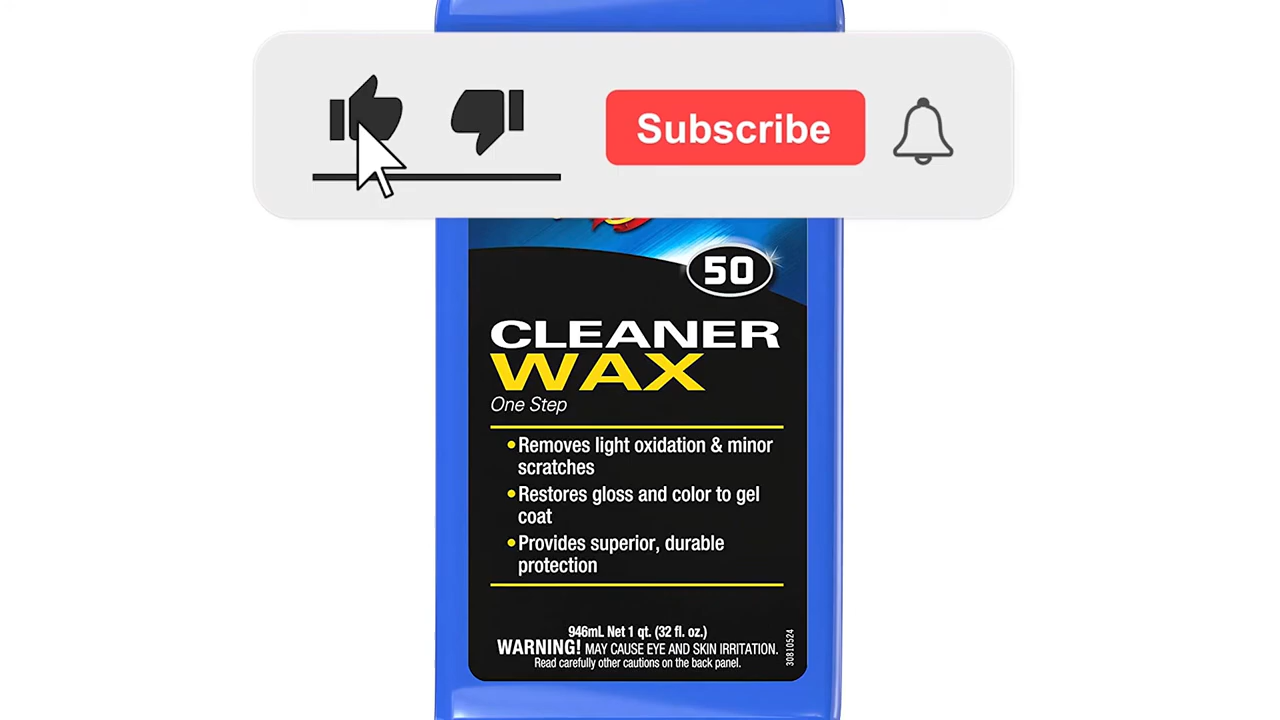 Subscribe
50
CLEANER
WAX
One Step
•Removes light oxidation & minor
scratches
•Restores gloss and color to gel
coat
•Provides superior, durable
protection
946mL Net 1 qt. (32 fl. oz.)
WARNING! MAY CAUSE EYE AND SKIN IRRITATION.
Read carefully other cautions on the back panel.
30810524